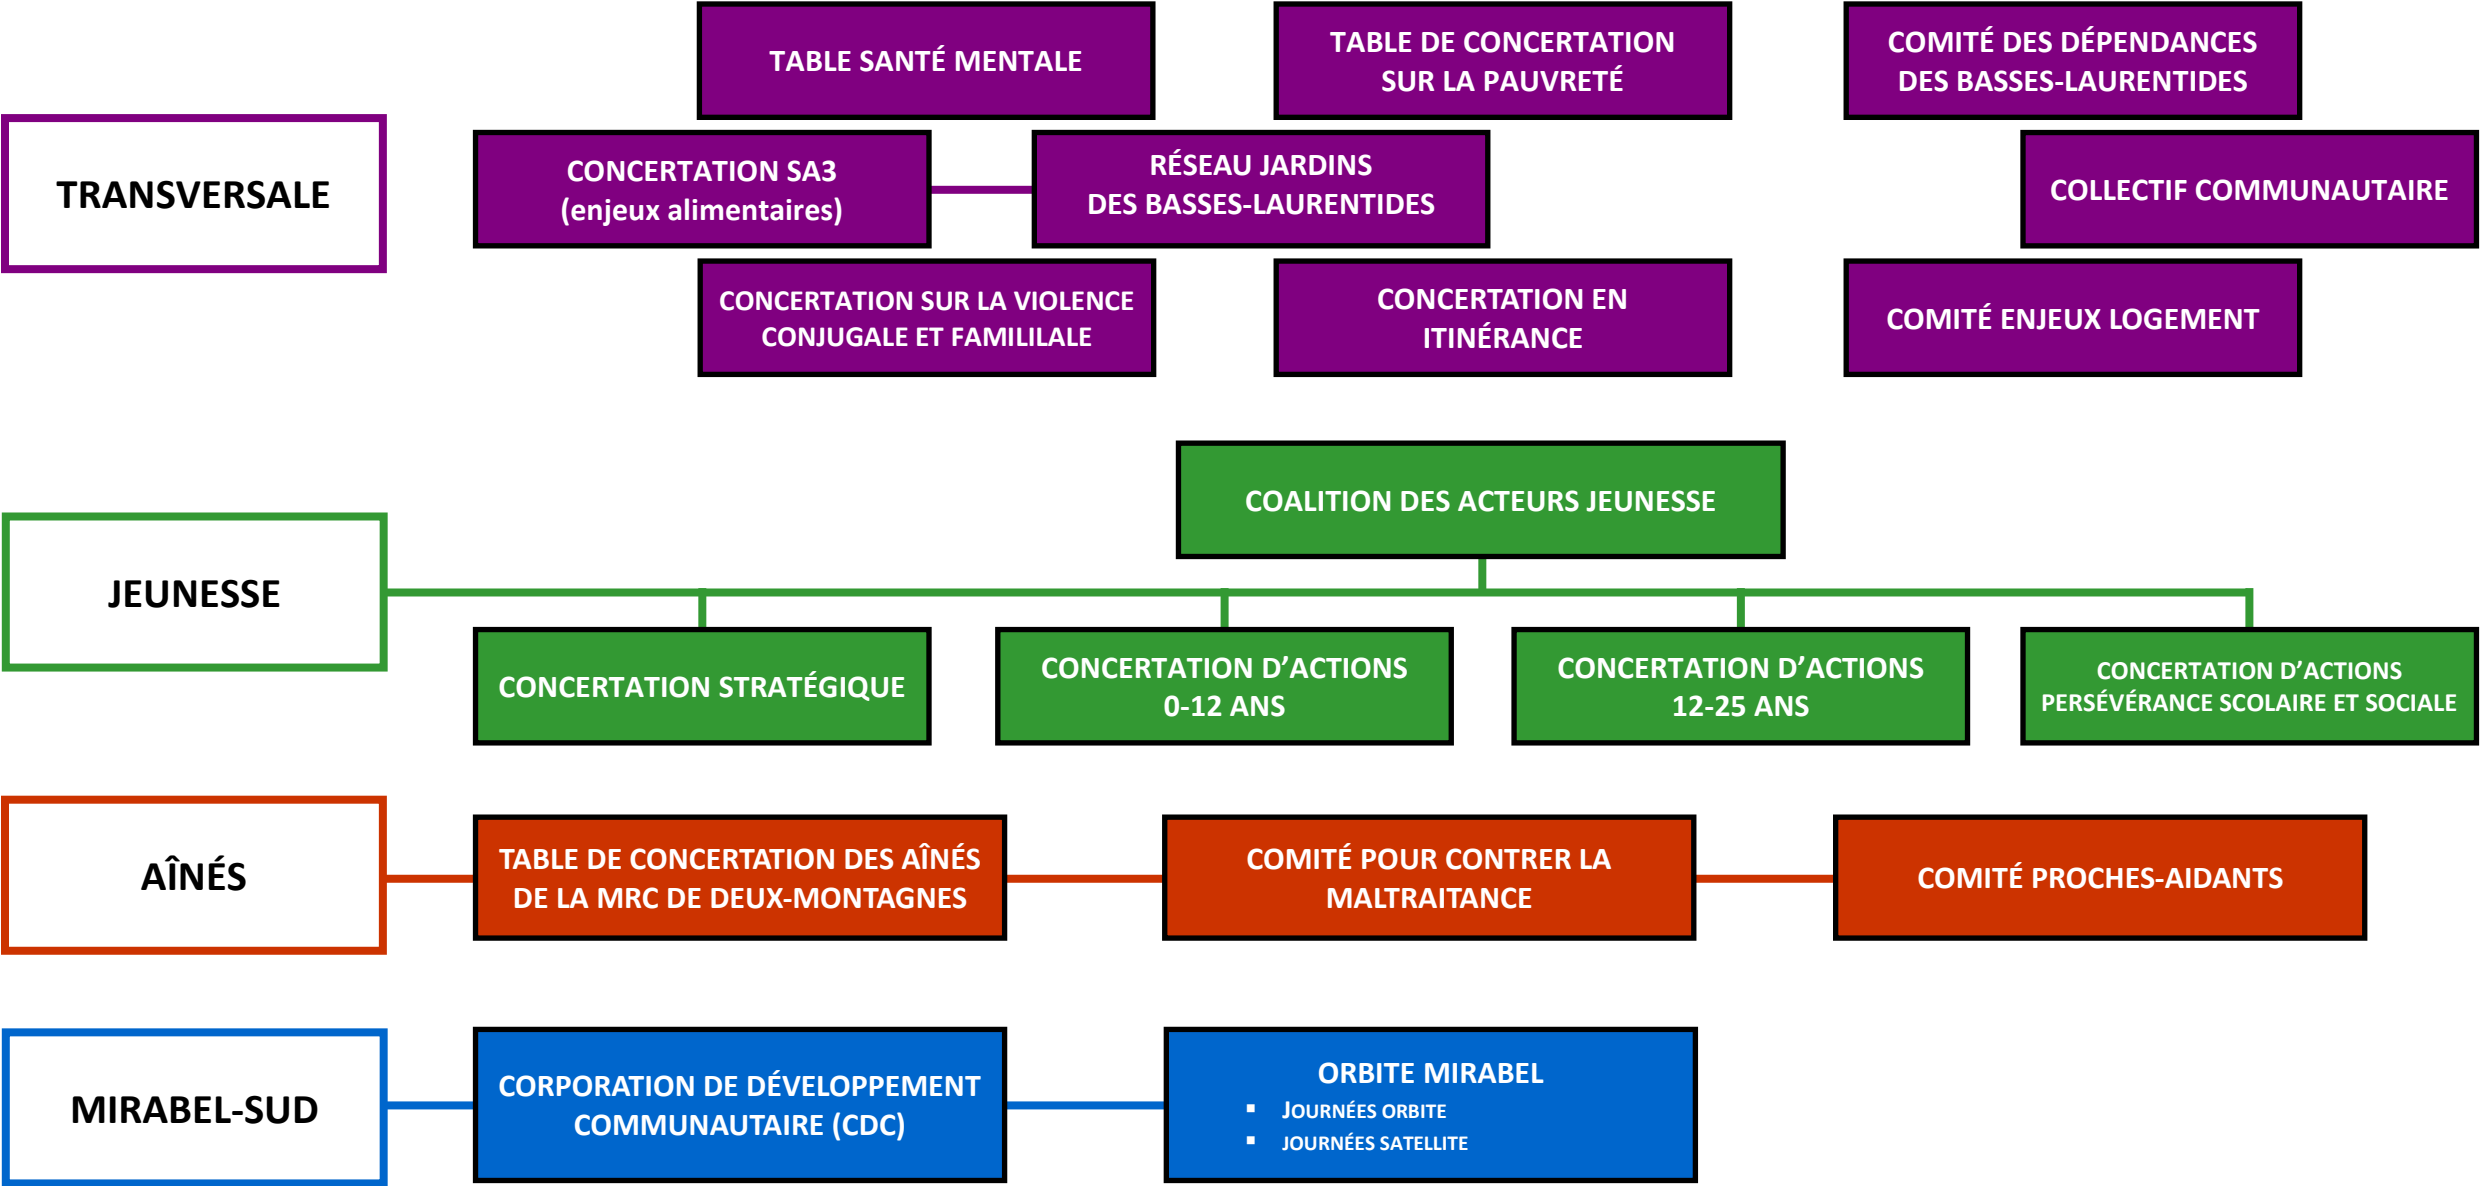 TABLE SANTÉ MENTALE
TABLE DE CONCERTATION
SUR LA PAUVRETÉ
COMITÉ DES DÉPENDANCES
DES BASSES-LAURENTIDES
TRANSVERSALE
CONCERTATION SA3
(enjeux alimentaires)
RÉSEAU JARDINS
DES BASSES-LAURENTIDES
COLLECTIF COMMUNAUTAIRE
CONCERTATION SUR LA VIOLENCE
CONJUGALE ET FAMILILALE
CONCERTATION EN
ITINÉRANCE
COMITÉ ENJEUX LOGEMENT
COALITION DES ACTEURS JEUNESSE
JEUNESSE
CONCERTATION STRATÉGIQUE
CONCERTATION D’ACTIONS
0-12 ANS
CONCERTATION D’ACTIONS
12-25 ANS
CONCERTATION D’ACTIONS
PERSÉVÉRANCE SCOLAIRE ET SOCIALE
AÎNÉS
TABLE DE CONCERTATION DES AÎNÉS
DE LA MRC DE DEUX-MONTAGNES
COMITÉ POUR CONTRER LA
MALTRAITANCE
COMITÉ PROCHES-AIDANTS
MIRABEL-SUD
CORPORATION DE DÉVELOPPEMENT
COMMUNAUTAIRE (CDC)
ORBITE MIRABEL
▪ JOURNÉES ORBITE
▪ JOURNÉES SATELLITE